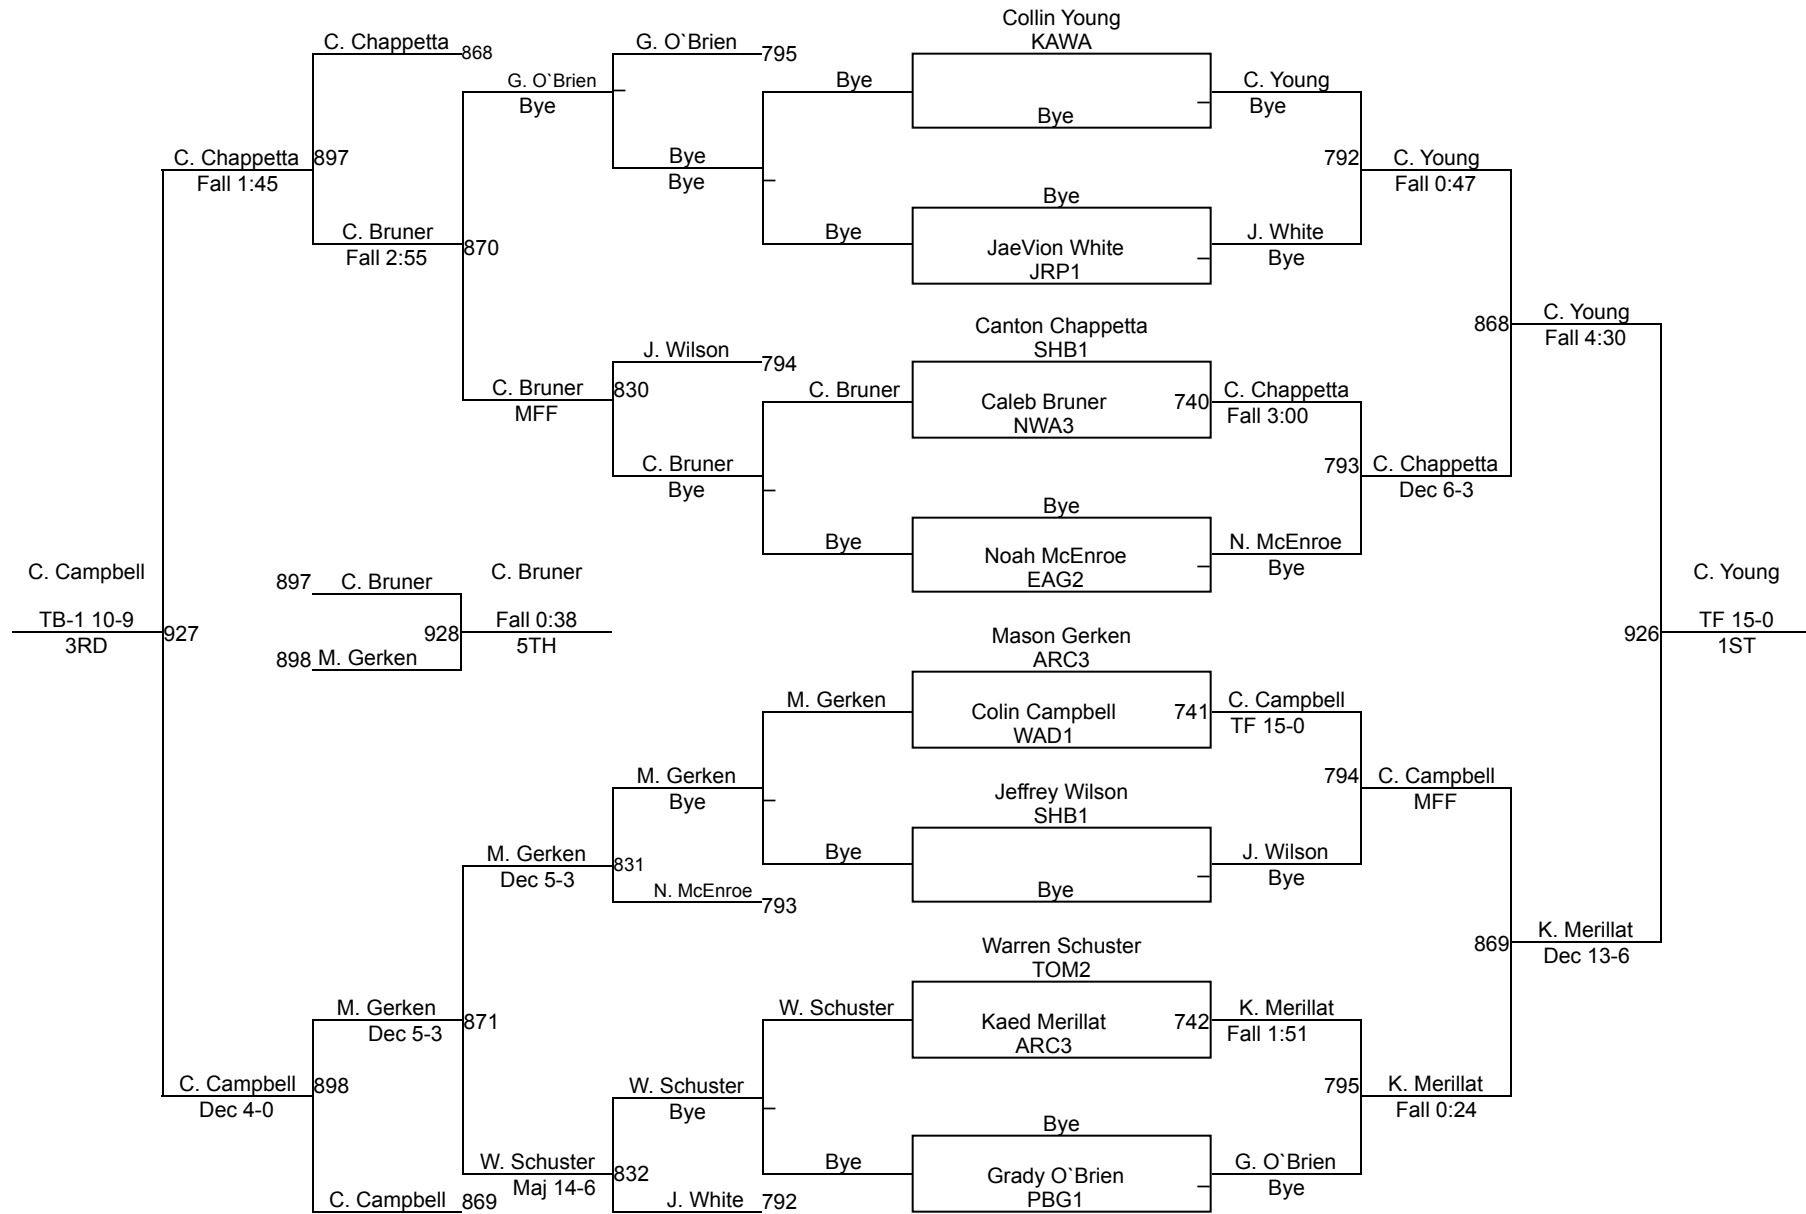 Collin Young
KAWA
C. Chappetta
868
G. O`Brien
795
G. O`Brien
Bye
Bye
Bye
C. Young
Bye
C. Chappetta
897
Fall 1:45
Bye
Bye
792
C. Young
Fall 0:47
Bye
C. Bruner
Fall 2:55
870
Bye
JaeVion White
JRP1
J. White
Bye
Canton Chappetta
SHB1
868
C. Young
Fall 4:30
J. Wilson
794
C. Bruner
MFF
830
C. Bruner
Caleb Bruner
NWA3
740
C. Chappetta
Fall 3:00
C. Bruner
Bye
793
C. Chappetta
Dec 6-3
Bye
Bye
Noah McEnroe
EAG2
N. McEnroe
Bye
C. Campbell
897
C. Bruner
C. Bruner
C. Young
TB-1 10-9
3RD
927
928
Fall 0:38
5TH
926
TF 15-0
1ST
898
M. Gerken
Mason Gerken
ARC3
M. Gerken
Colin Campbell
WAD1
741
C. Campbell
TF 15-0
M. Gerken
Bye
Jeffrey Wilson
SHB1
794
C. Campbell
MFF
M. Gerken
Dec 5-3
831
Bye
Bye
J. Wilson
Bye
N. McEnroe
793
Warren Schuster
TOM2
869
K. Merillat
Dec 13-6
M. Gerken
Dec 5-3
871
W. Schuster
Kaed Merillat
ARC3
742
K. Merillat
Fall 1:51
C. Campbell
Dec 4-0
898
W. Schuster
Bye
795
K. Merillat
Fall 0:24
Bye
W. Schuster
Maj 14-6
832
Bye
Grady O`Brien
PBG1
G. O`Brien
Bye
C. Campbell
869
J. White
792